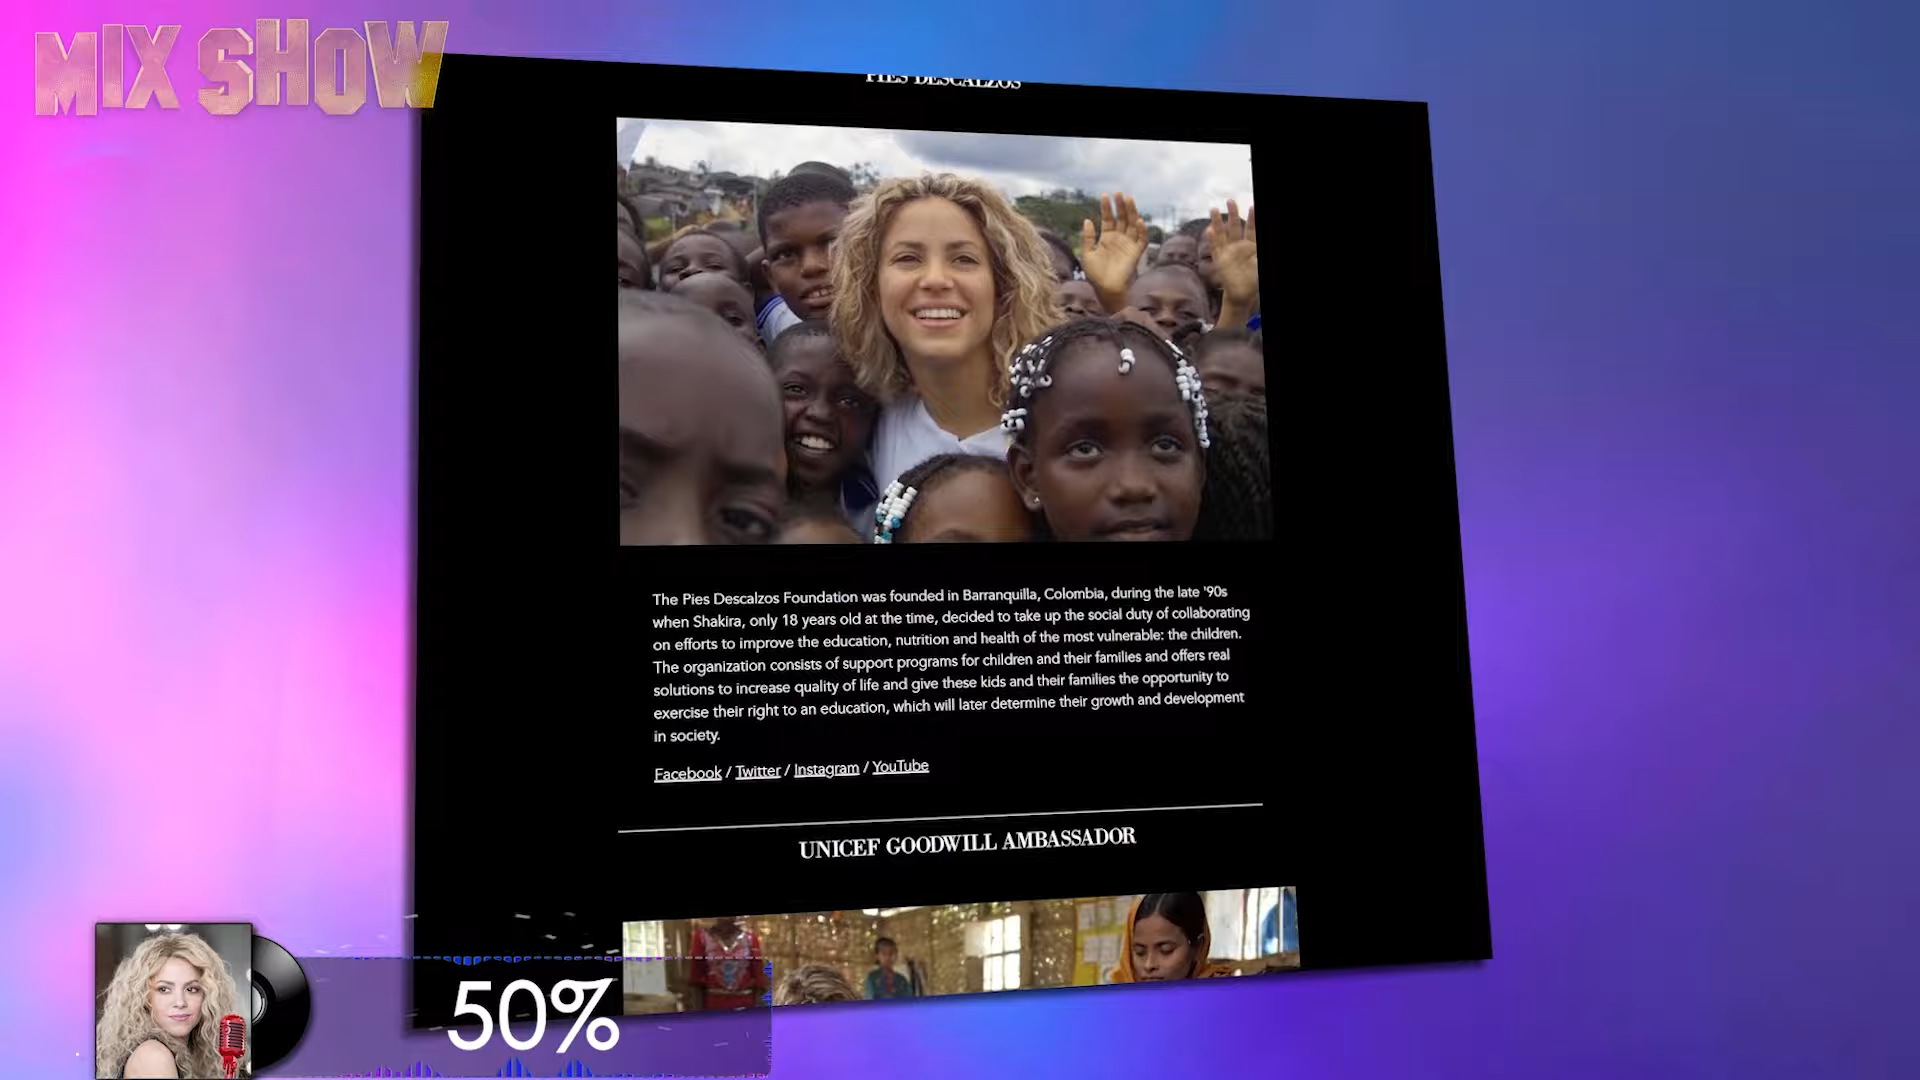 MIX SHOW
PIES DESCALZOS
The Pies Descalzos Foundation was founded in Barranquilla, Colombia, during the late '90s
when Shakira, only 18 years old at the time, decided to take up the social duty of collaborating
on efforts to improve the education, nutrition and health of the most vulnerable: the children.
The organization consists of support programs for children and their families and offers real
solutions to increase quality of life and give these kids and their families the opportunity to
exercise their right to an education, which will later determine their growth and development
in society.
Facebook / Twitter / Instagram / YouTube
UNICEF GOODWILL AMBASSADOR
50%